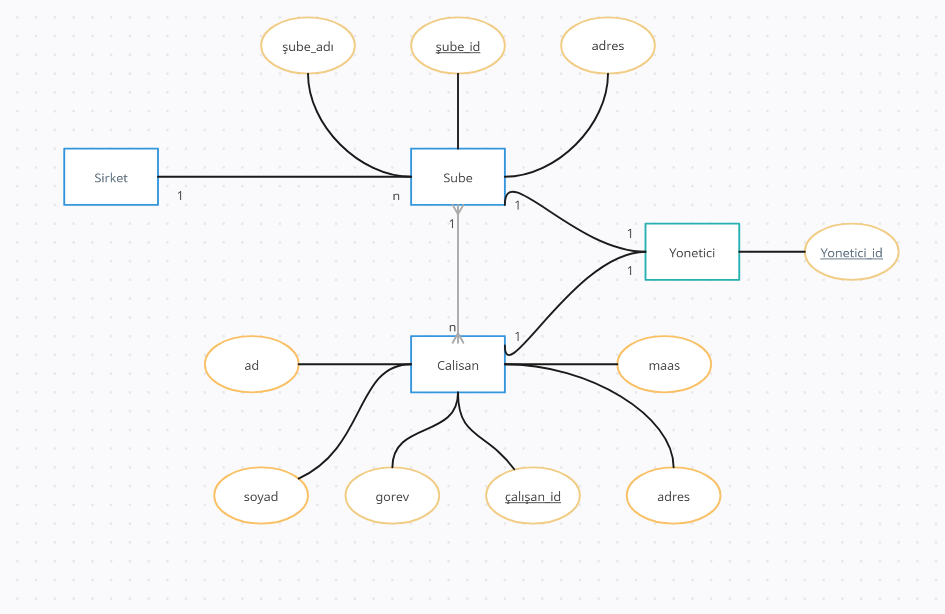 şube_adı
şube_id
adres
Sirket
Sube
1
n
1
1
1
Yonetici
Yonetici_id
1
n
1
ad
Calisan
maas
soyad
gorev
çalışan_id
adres